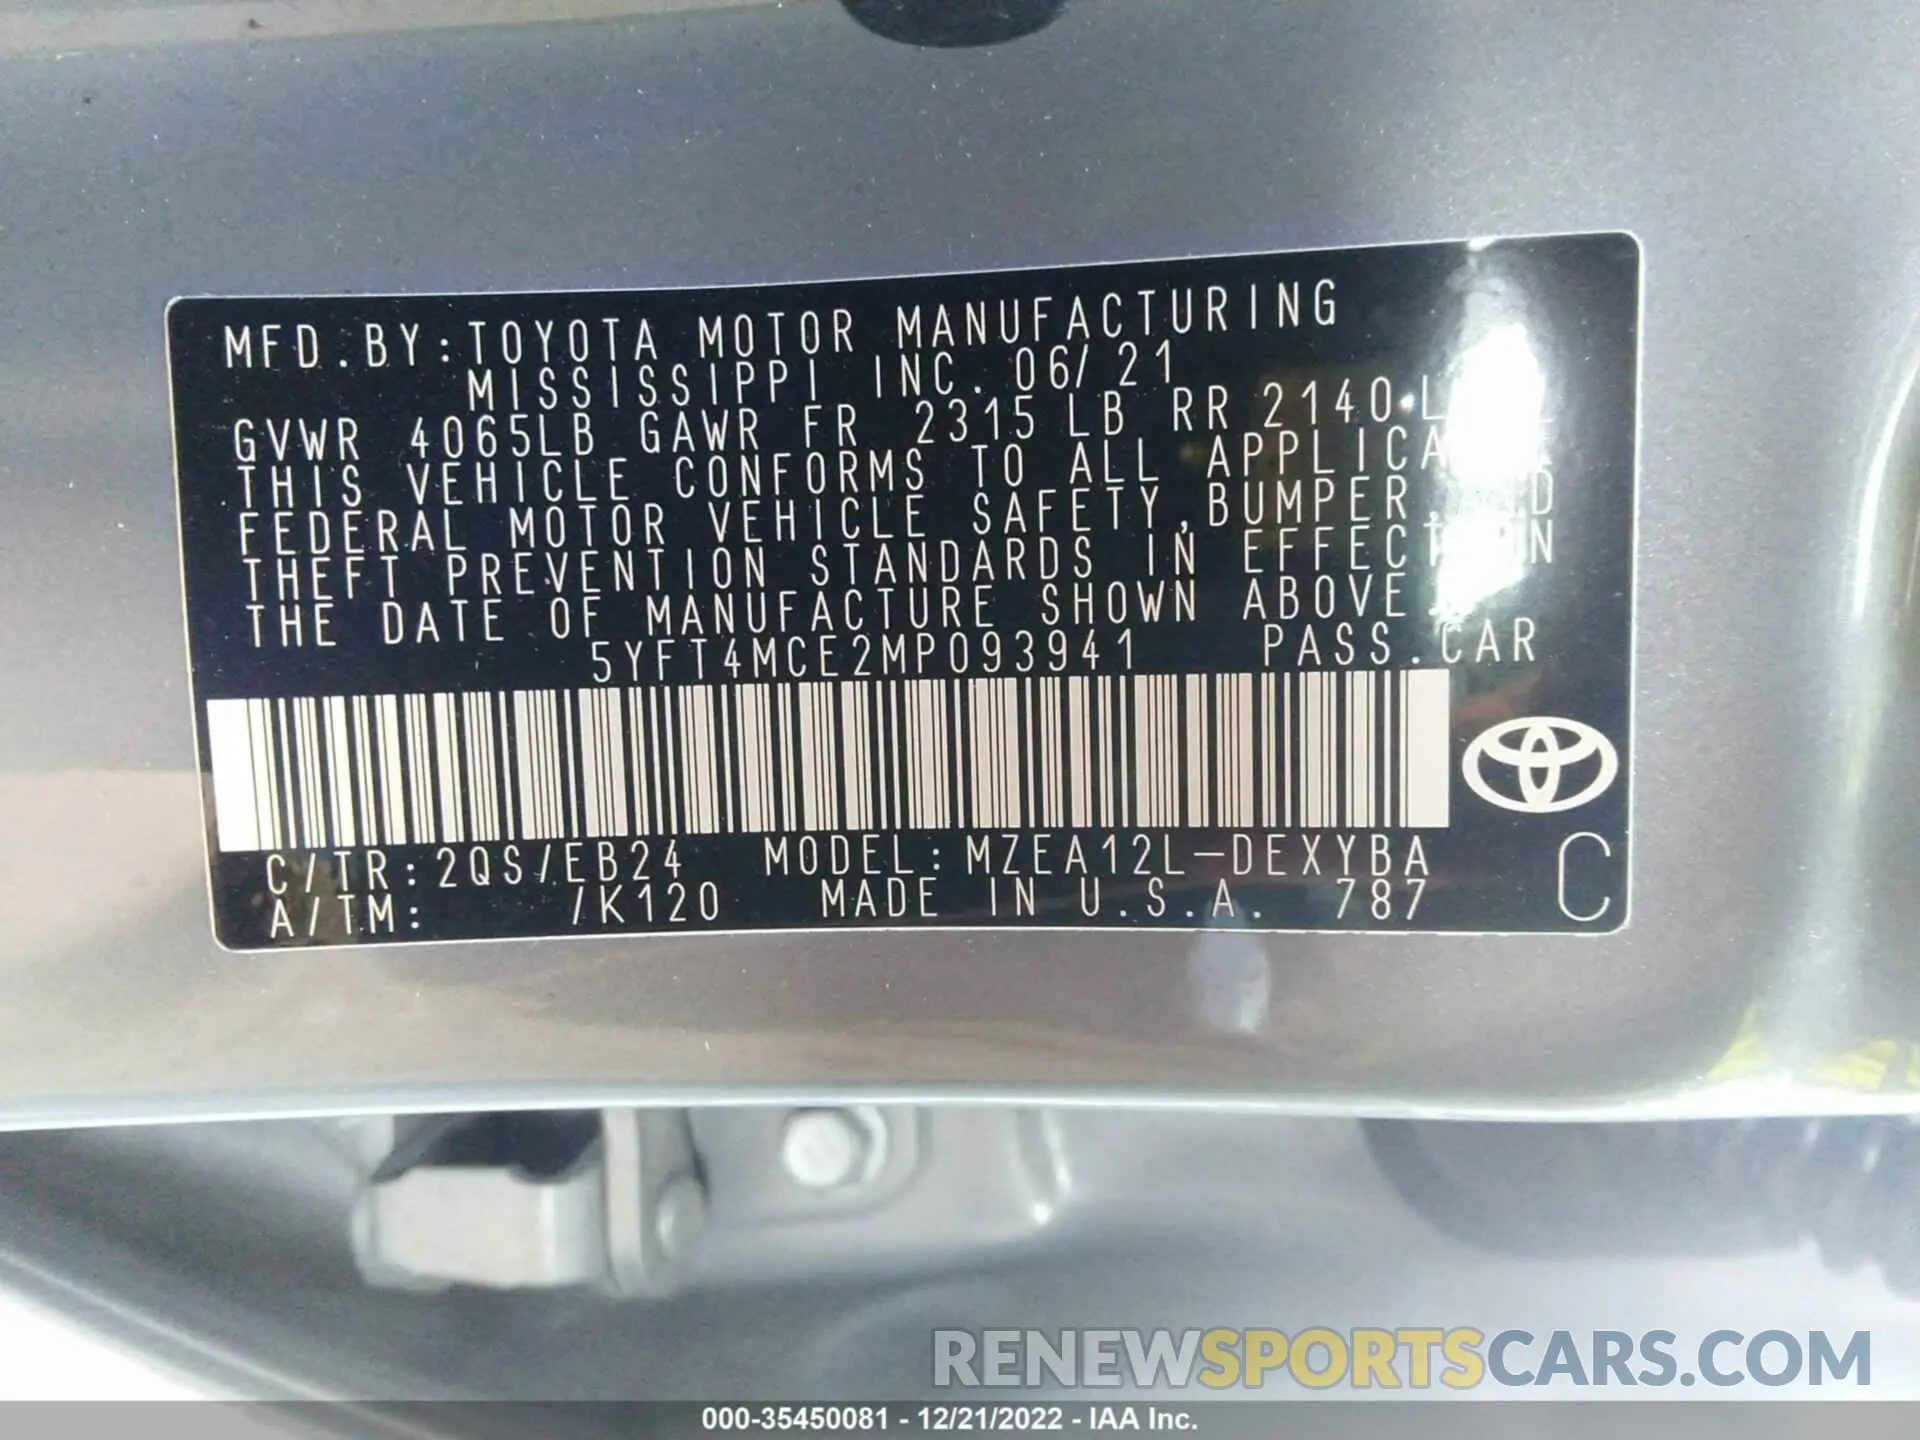 MFD.BY:TOYOTA MOTOR MANUFACTURING
MISSISSIPPI INC. 06/21
GVWR 4065LB GAWR FR 2315LB RR 2140
THIS VEHICLE CONFORMS TO ALL
FEDERAL MOTOR VEHICLE SAFETY,BUMPER,
THEFT PREVENTION STANDARDS IN EFFECT
THE DATE OF MANUFACTURE SHOWN ABOVE.
5YFT4MCE2MP093941 PASS.CAR
C/TR:2QS/EB24 MODEL:MZEA12L-DEXYBA
A/TM: /K120 MADE IN U.S.A. 787
C
RENEWSPORTSCARS.COM
000-35450081 - 12/21/2022 - IAA Inc.